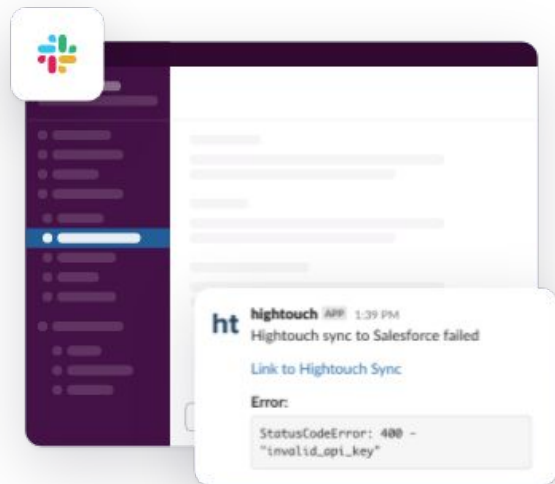 ht
hightouch APP 1:39 PM
Hightouch sync to Salesforce failed
Link to Hightouch Sync
Error:
StatusCodeError: 400 -
"invalid_api_key"